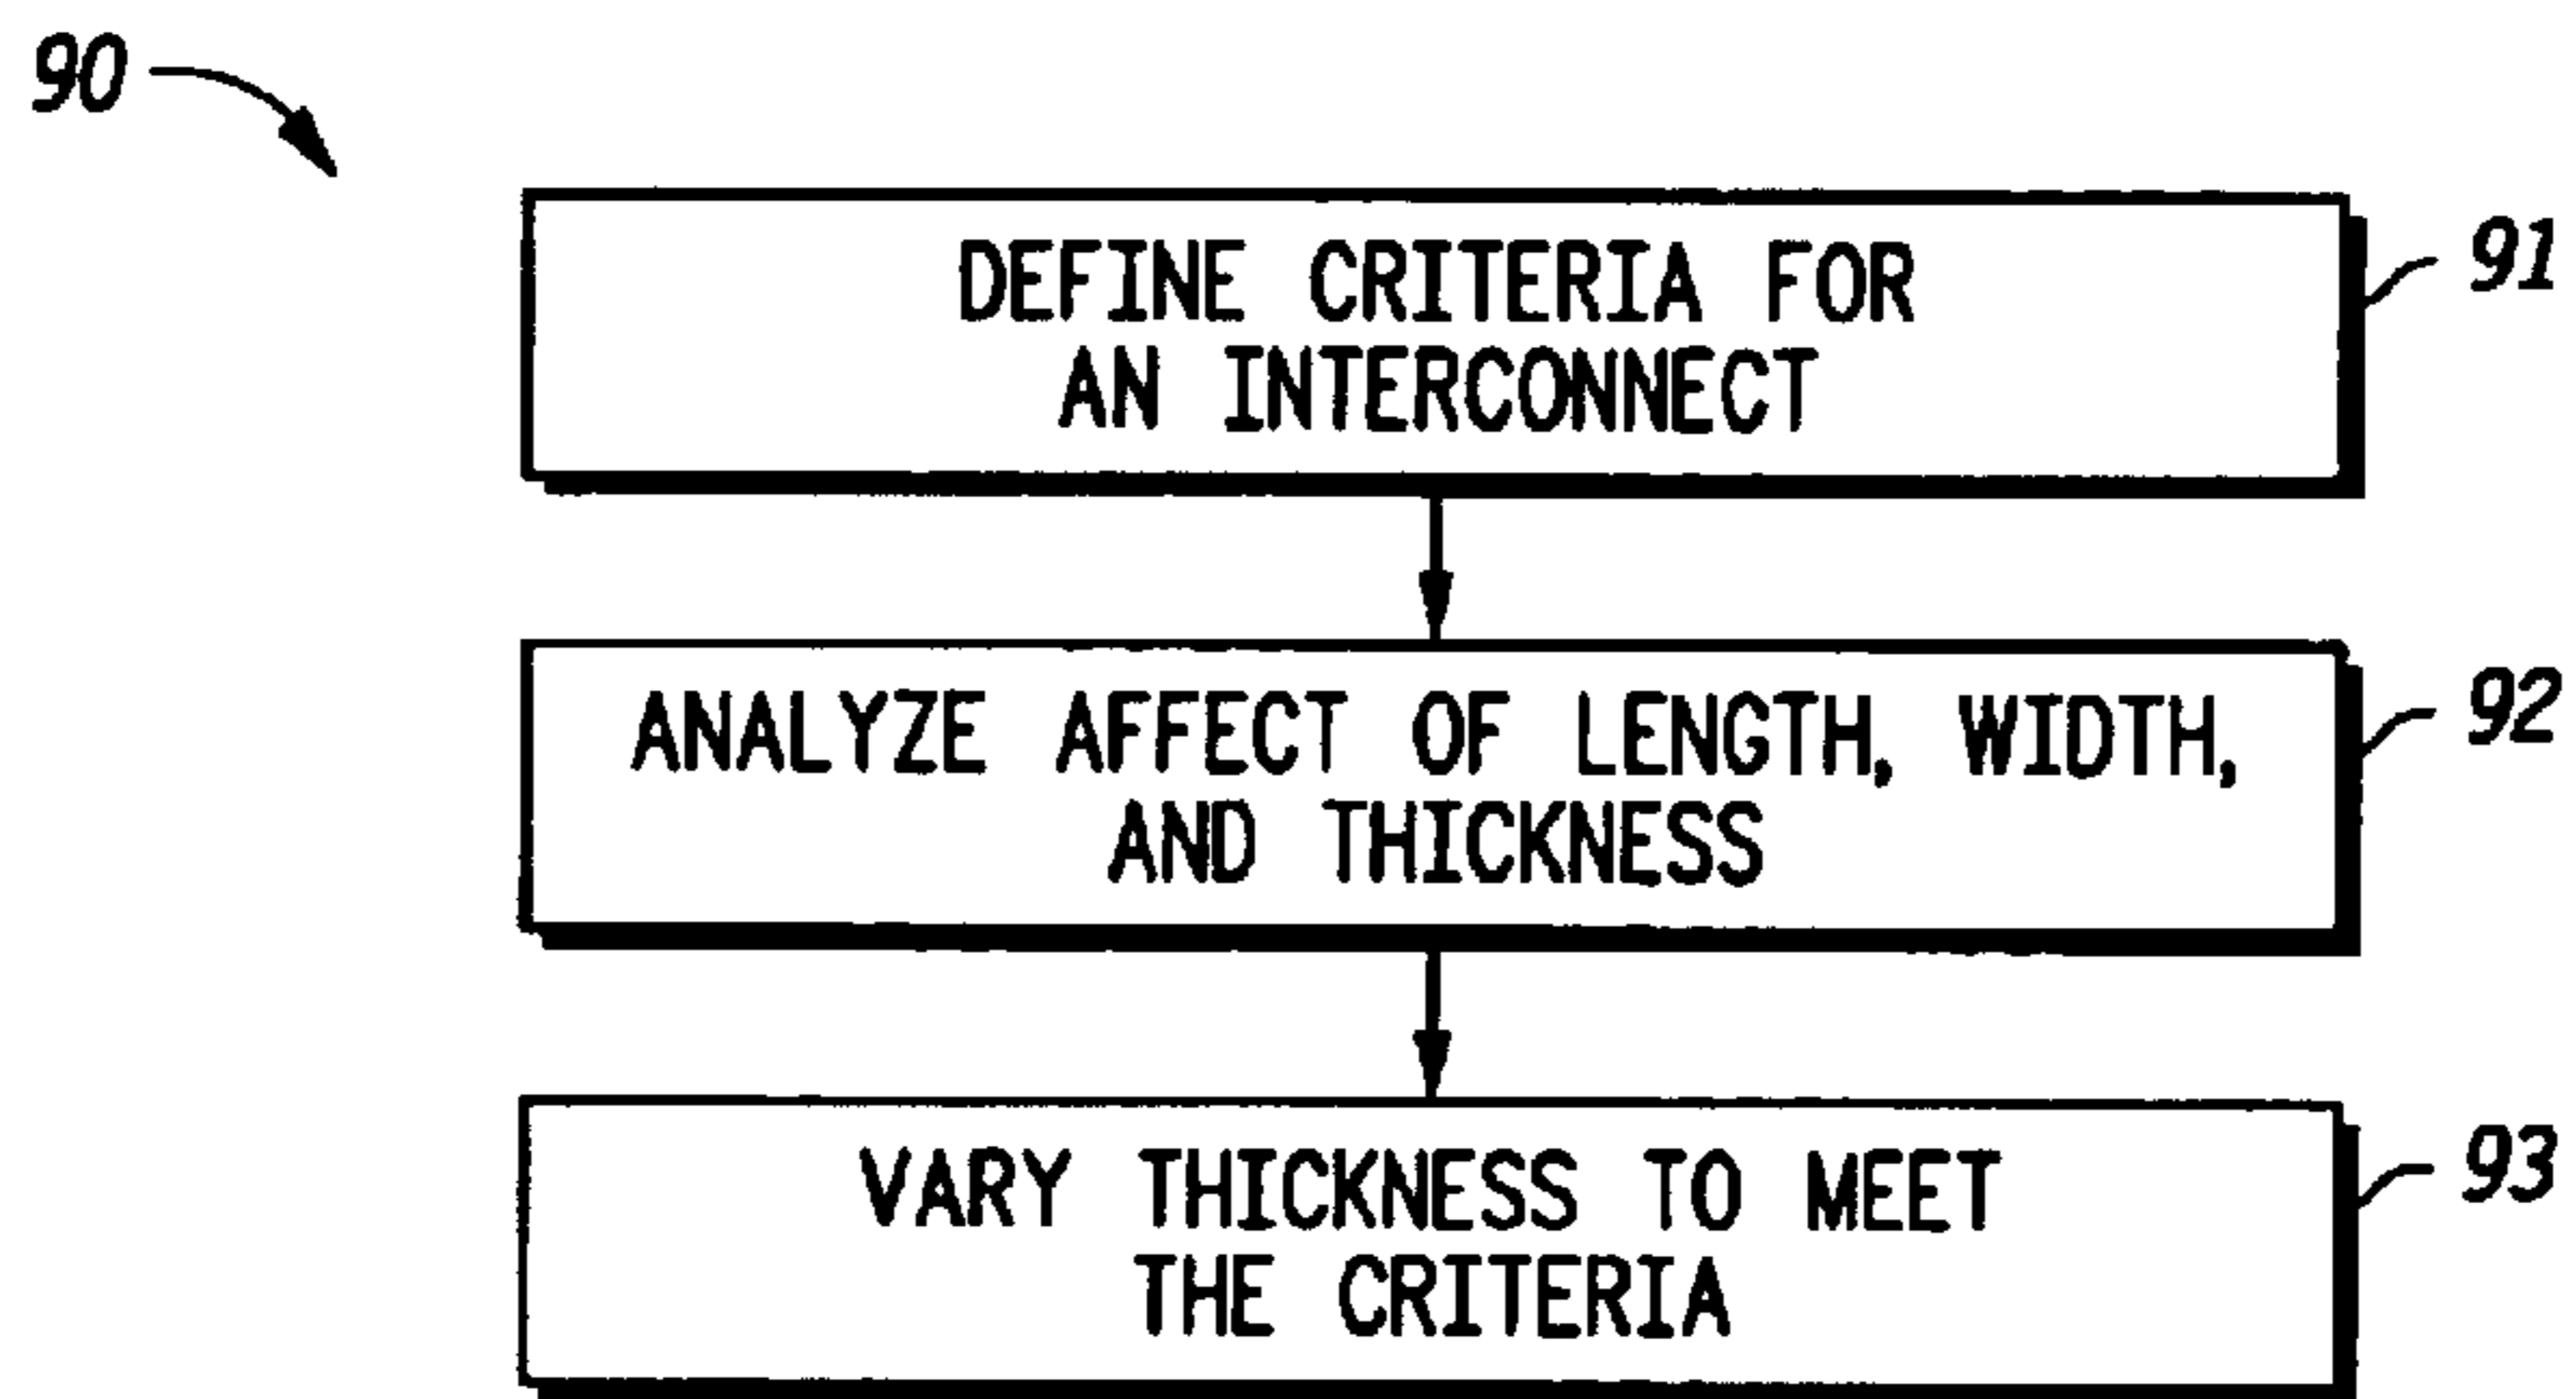 90
DEFINE CRITERIA FOR
AN INTERCONNECT
91
ANALYZE AFFECT OF LENGTH, WIDTH,
AND THICKNESS
92
VARY THICKNESS TO MEET
THE CRITERIA
93